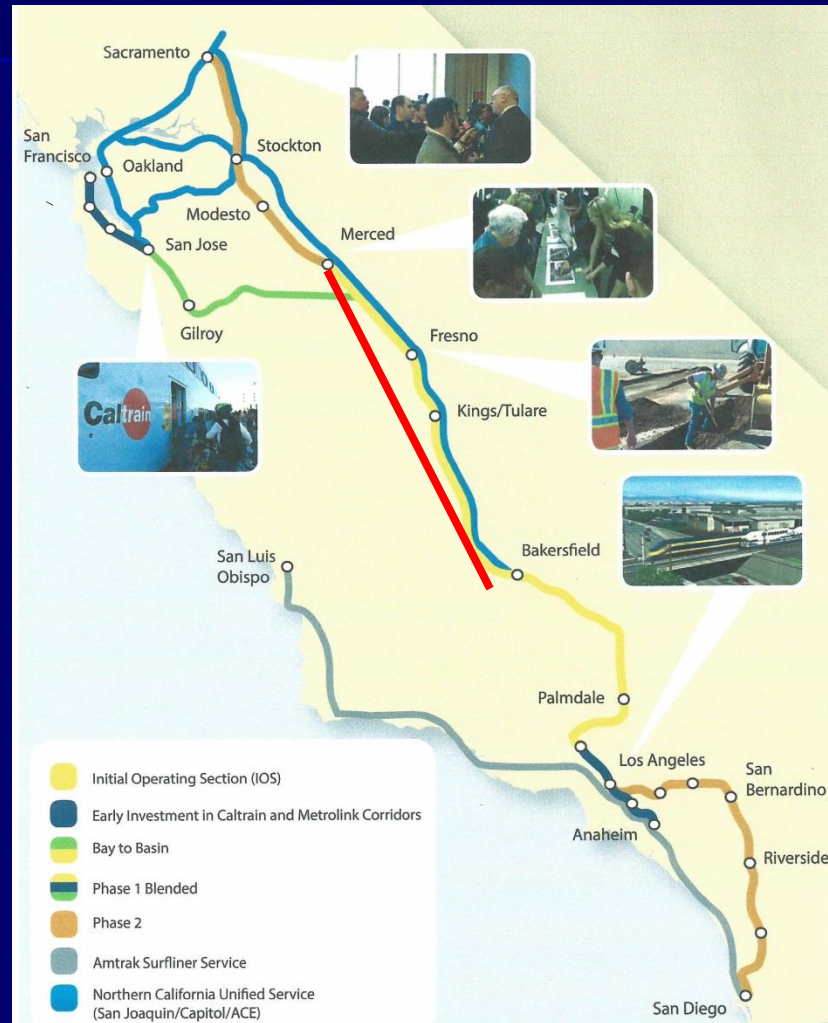 Sacramento
San
Francisco
Oakland
Stockton
Modesto
Merced
San Jose
Gilroy
Fresno
Caltrain
Kings/Tulare
San Luis
Obispo
Bakersfield
Palmdale
Los Angeles
San
Bernardino
Anaheim
Riverside
San Diego
Initial Operating Section (IOS)
Early Investment in Caltrain and Metrolink Corridors
Bay to Basin
Phase 1 Blended
Phase 2
Amtrak Surfliner Service
Northern California Unified Service
(San Joaquin/Capitol/ACE)